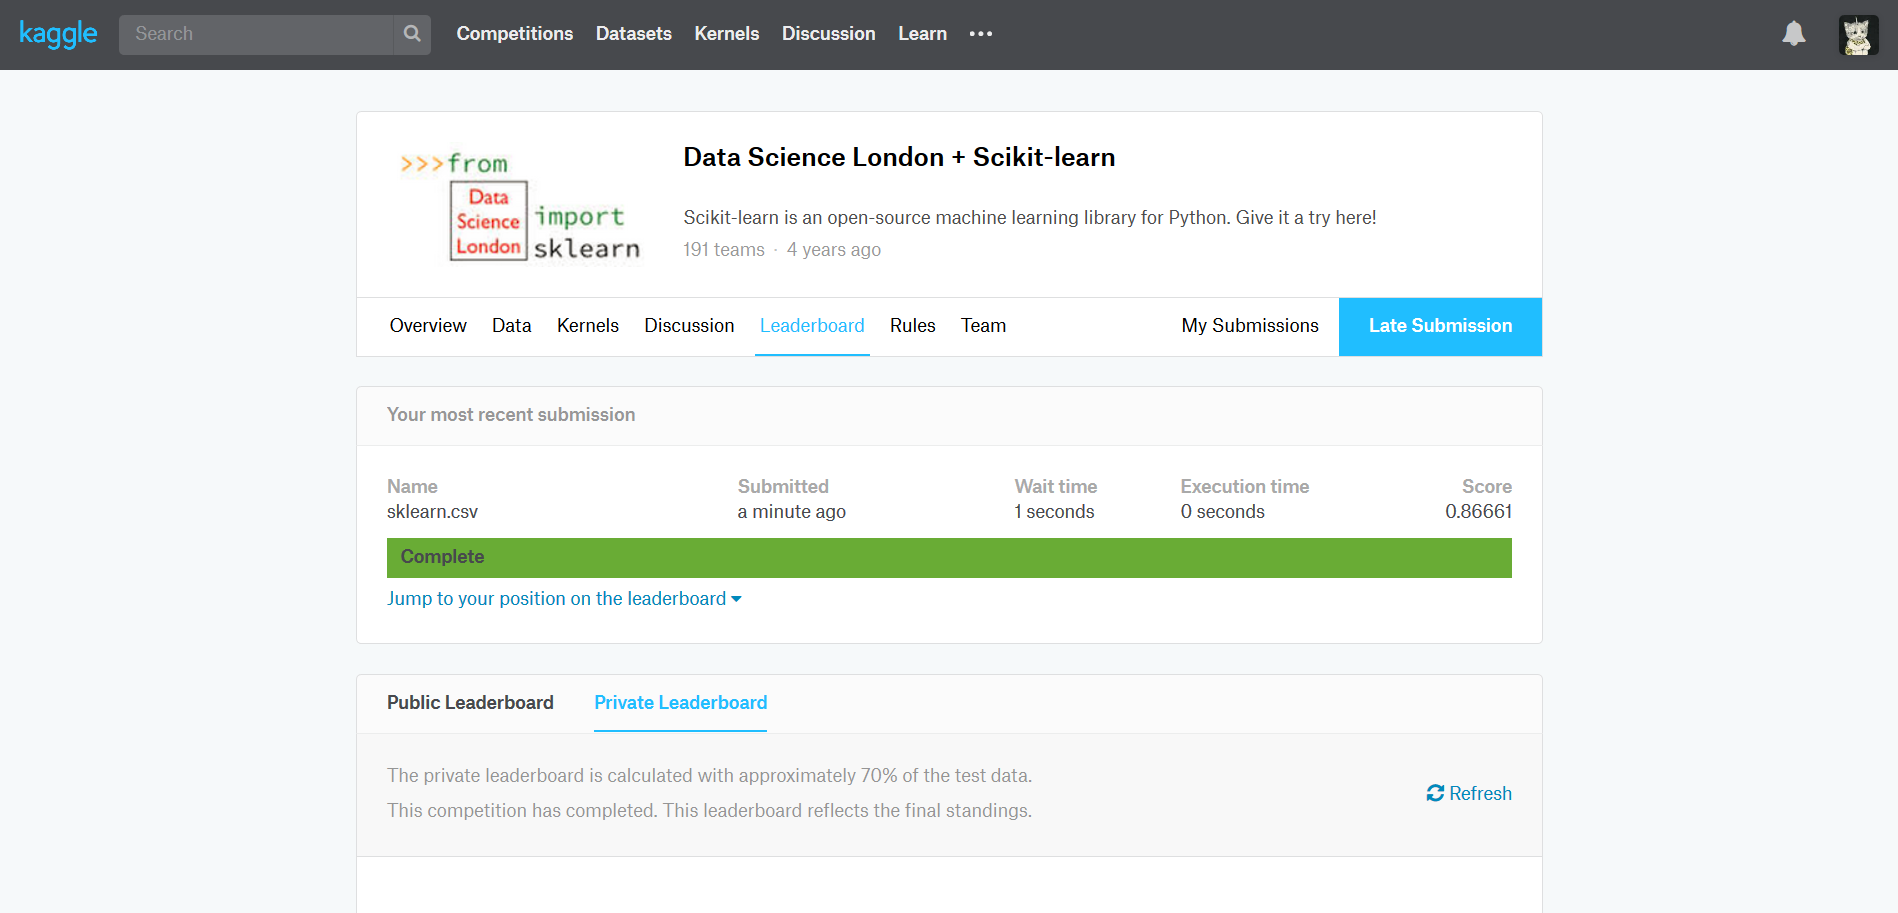 kaggle
Search
Competitions Datasets Kernels Discussion Learn
>>>from
Data
Science
London
import
sklearn
Data Science London + Scikit-learn
Scikit-learn is an open-source machine learning library for Python. Give it a try here!
191 teams · 4 years ago
Overview Data Kernels Discussion Leaderboard Rules Team My Submissions Late Submission
Your most recent submission
Name Submitted Wait time Execution time Score
sklearn.csv a minute ago 1 seconds 0 seconds 0.86661
Complete
Jump to your position on the leaderboard
Public Leaderboard Private Leaderboard
The private leaderboard is calculated with approximately 70% of the test data.
This competition has completed. This leaderboard reflects the final standings.
Refresh